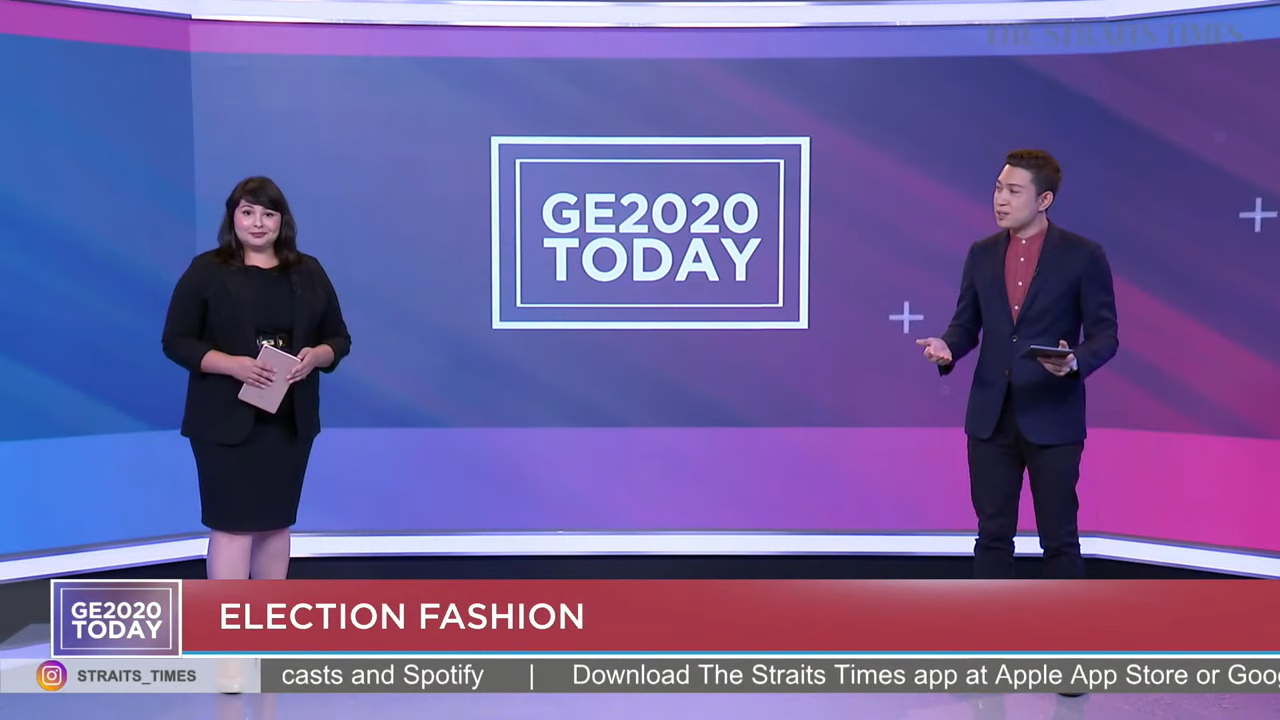 THE STRAITS TIMES
GE2020
TODAY
GE2020
TODAY
ELECTION FASHION
STRAITS_TIMES
casts and Spotify | Download The Straits Times app at Apple App Store or Goog